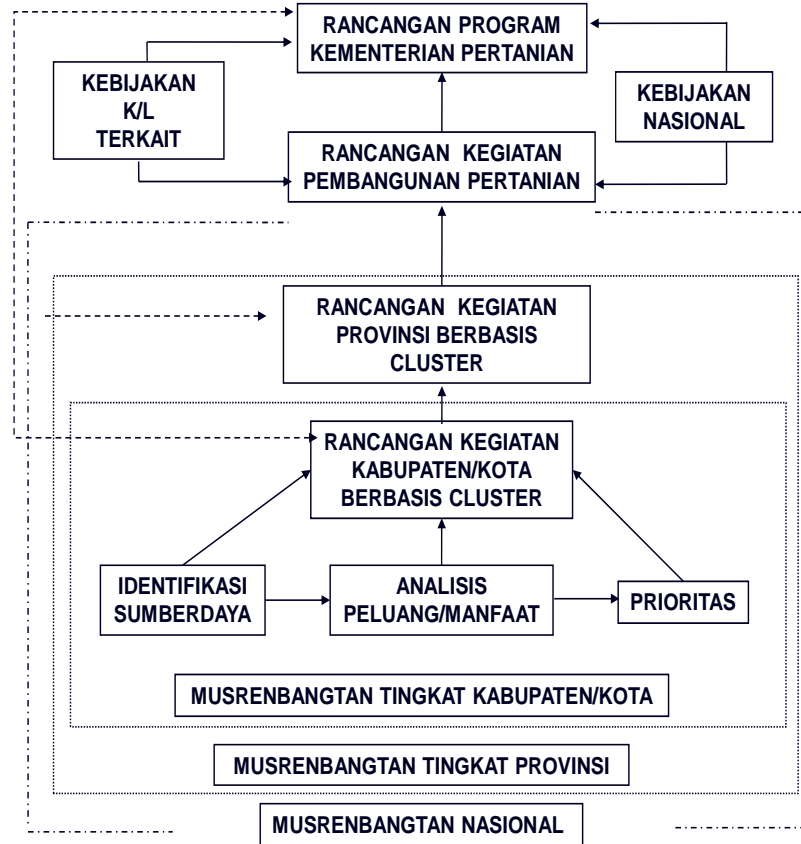 RANCANGAN PROGRAM
KEMENTERIAN PERTANIAN
KEBIJAKAN
K/L
TERKAIT
KEBIJAKAN
NASIONAL
RANCANGAN KEGIATAN
PEMBANGUNAN PERTANIAN
RANCANGAN KEGIATAN
PROVINSI BERBASIS
CLUSTER
RANCANGAN KEGIATAN
KABUPATEN/KOTA
BERBASIS CLUSTER
IDENTIFIKASI
SUMBERDAYA
ANALISIS
PELUANG/MANFAAT
PRIORITAS
MUSRENBANGTAN TINGKAT KABUPATEN/KOTA
MUSRENBANGTAN TINGKAT PROVINSI
MUSRENBANGTAN NASIONAL